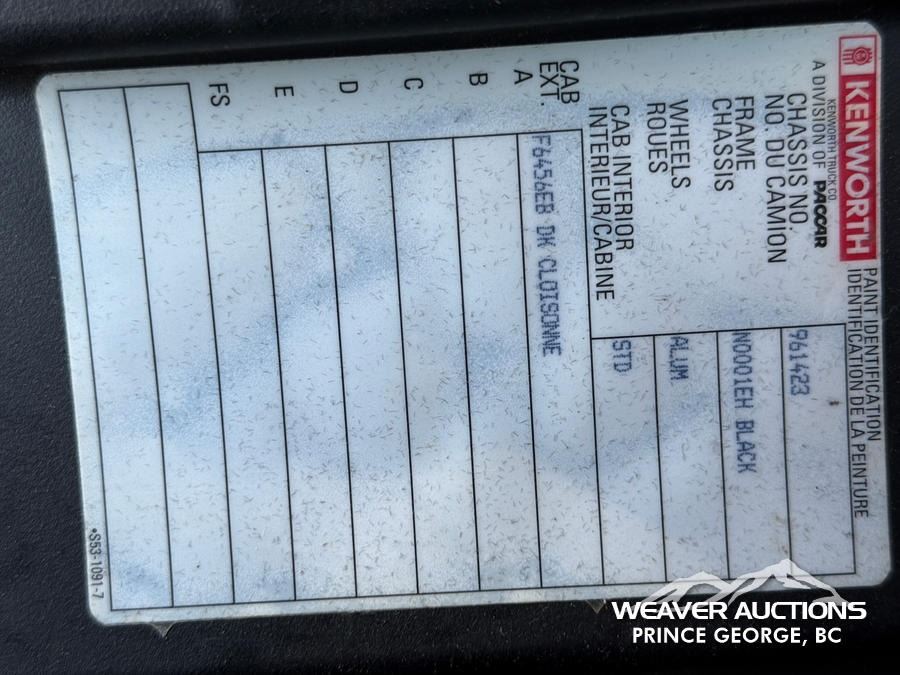 KENWORTH
PAINT IDENTIFICATION
IDENTIFICATION DE LA PEINTURE
KENWORTH TRUCK CO.
A DIVISION OF PACCAR
CHASSIS NO. 961423
NO. DU CAMION
FRAME N0001EH BLACK
CHASSIS
WHEELS ALUM
ROUES
CAB INTERIOR STD
INTERIEUR/CABINE
CAB
EXT.
A F6456EB DK CLOISONNE
B
C
D
E
FS
*S53-1091-7
WEAVER AUCTIONS
PRINCE GEORGE, BC